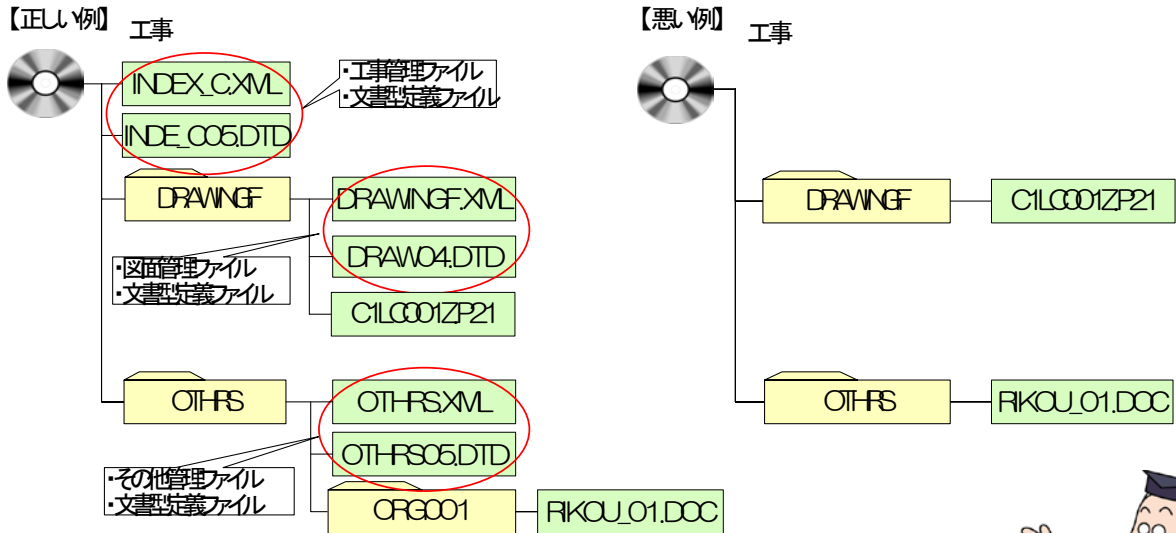 【正しい例】
工事
INDEX_C.XML
INDE_C05.DTD
・工事管理ファイル
・文書型定義ファイル
DRAWINGF
DRAWINGF.XML
DRAW04.DTD
C1LC001Z.P21
・図面管理ファイル
・文書型定義ファイル
OTHRS
OTHRS.XML
OTHRS05.DTD
ORG001
RIKOU_01.DOC
・その他管理ファイル
・文書型定義ファイル
【悪い例】
工事
DRAWINGF
C1LC001Z.P21
OTHRS
RIKOU_01.DOC